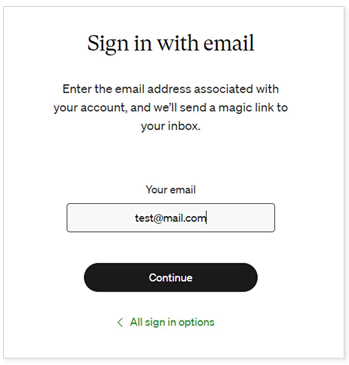 Sign in with email
Enter the email address associated with
your account, and we’ll send a magic link to
your inbox.
Your email
test@mail.com
Continue
All sign in options